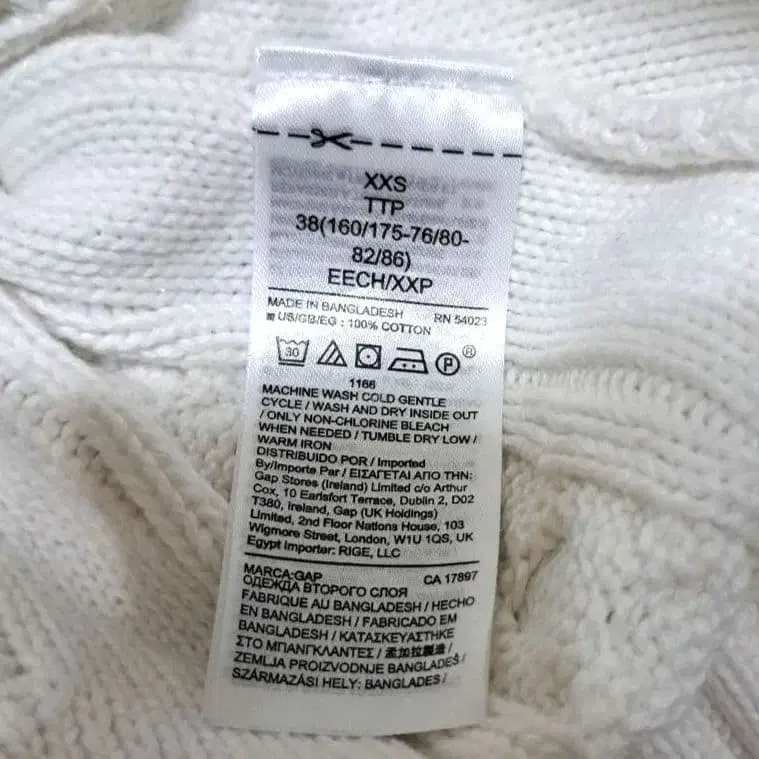 XXS
TTP
38(160/175-76/80-
82/86)
EECH/XXP
MADE IN BANGLADESH RN 54023
US/GB/EG : 100% COTTON
30 P ®
1166
MACHINE WASH COLD GENTLE
CYCLE / WASH AND DRY INSIDE OUT
/ ONLY NON-CHLORINE BLEACH
WHEN NEEDED / TUMBLE DRY LOW /
WARM IRON
DISTRIBUIDO POR / Imported
By/Importe Par / ΕΙΣΑΓΕΤΑΙ ΑΠΟ ΤΗΝ:
Gap Stores (Ireland) Limited c/o Arthur
Cox, 10 Earlsfort Terrace, Dublin 2, D02
T380, Ireland, Gap (UK Holdings)
Limited, 2nd Floor Nations House, 103
Wigmore Street, London, W1U 1QS, UK
Egypt Importer: RIGE, LLC
MARCA:GAP CA 17897
ОДЕЖДА ВТОРОГО СЛОЯ
FABRIQUE AU BANGLADESH / HECHO
EN BANGLADESH / FABRICADO EM
BANGLADESH / ΚΑΤΑΣΚΕΥΑΣΤΗΚΕ
ΣΤΟ ΜΠΑΝΓΚΛΑΝΤΕΣ / 孟加拉製造 /
ZEMLJA PROIZVODNJE BANGLADEŠ /
SZÁRMAZÁSI HELY: BANGLADES /